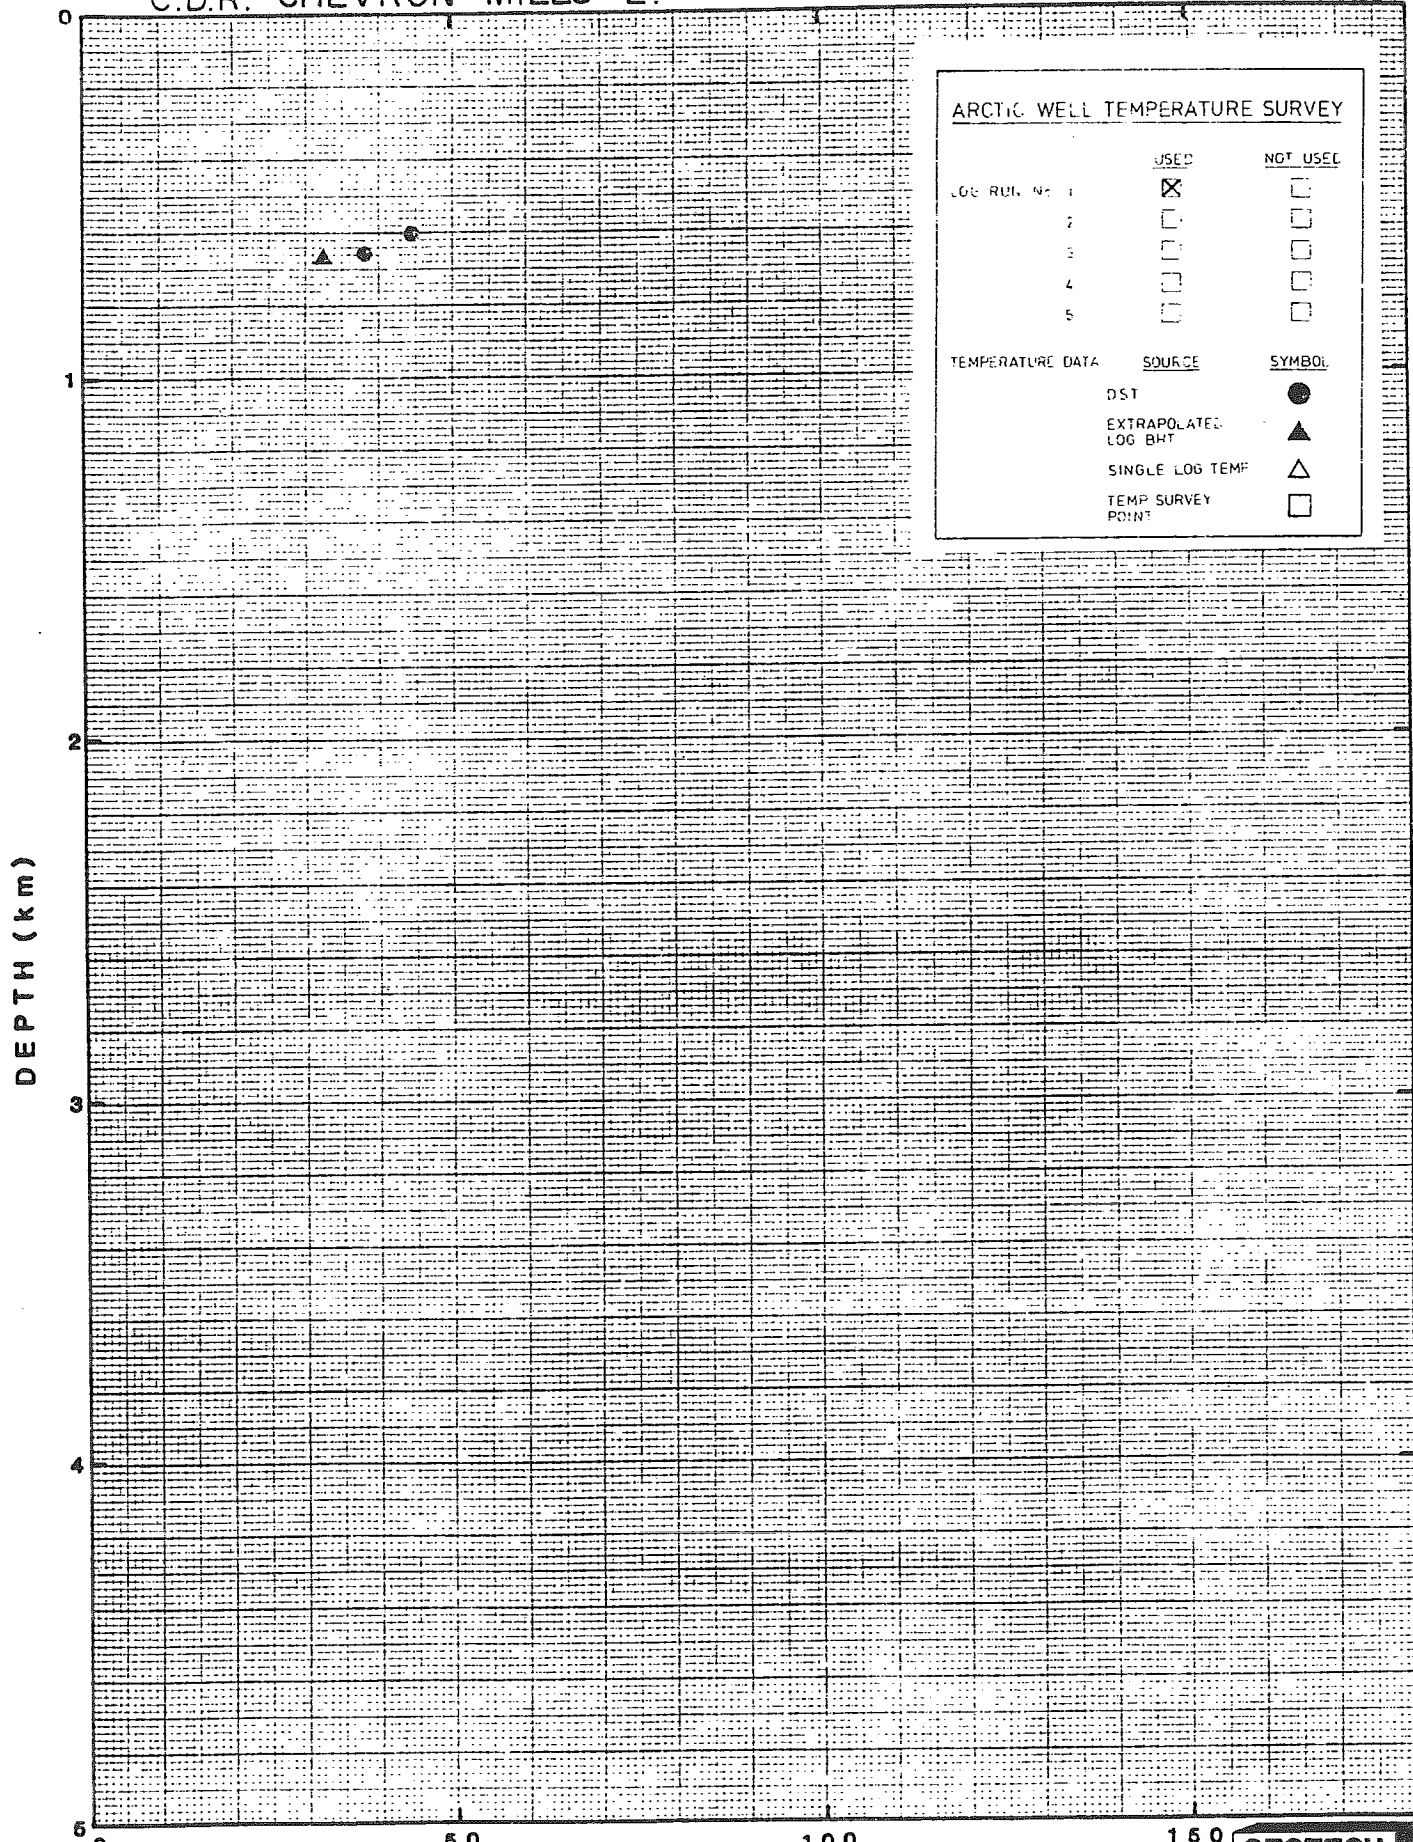 C.D.R. CHEVRON MILLS
0
ARCTIC WELL TEMPERATURE SURVEY
USED NOT USED
LOG RUN No 1
2
3
4
5
TEMPERATURE DATA SOURCE SYMBOL
DST
EXTRAPOLATED
LOG BHT
SINGLE LOG TEMP
TEMP SURVEY
POINT
1
2
DEPTH (km)
3
4
5
0 50 100 150